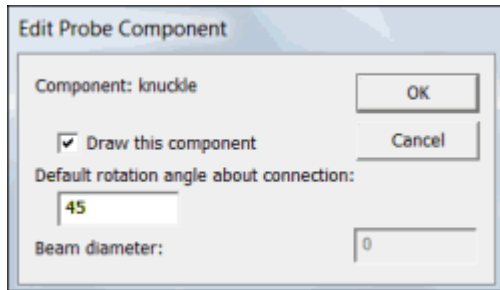 Edit Probe Component
Component: knuckle
OK
Draw this component
Cancel
Default rotation angle about connection:
45
Beam diameter:
0